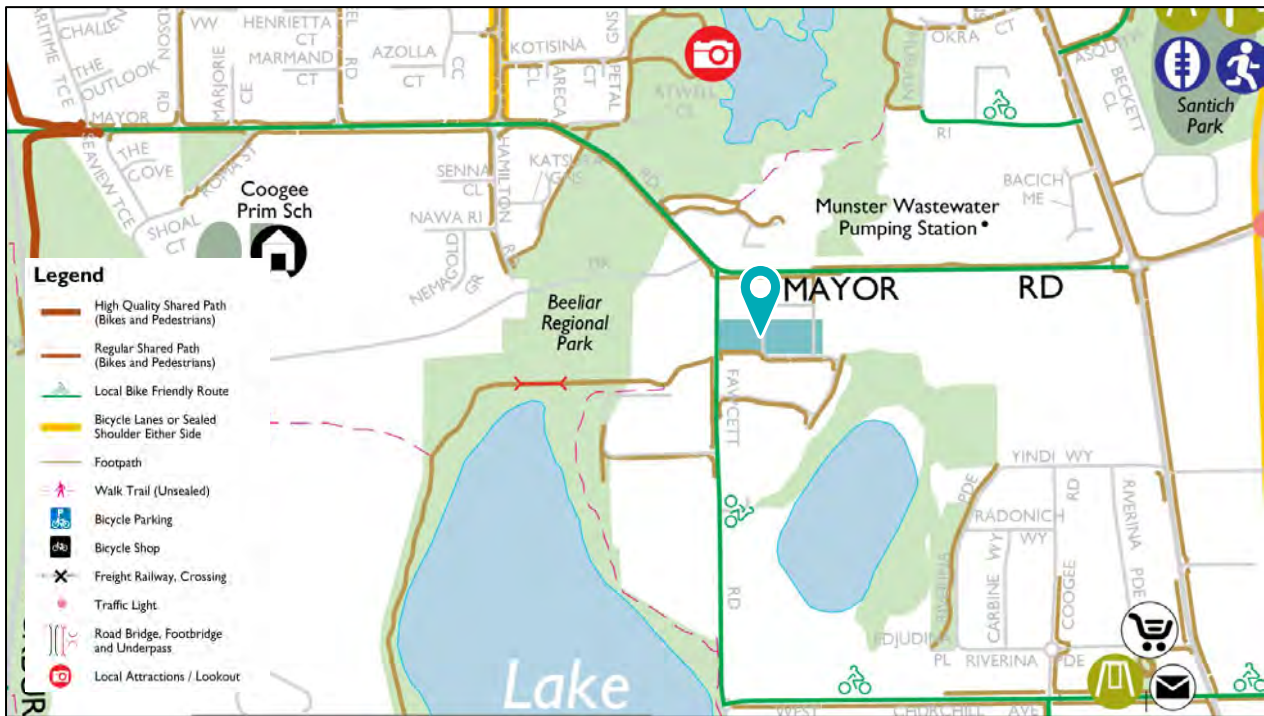 CHALLEN
VW
HENRIETTA
CT
MARMAND
CT
MARJORIE
CE
THE
OUTLOOK
RD
MAYOR
RD
AZOLLA
CT
CC
KOTISINA
CT
CL
ARECA
PETAL
GNS
ATWELL
CL
OKRA
CT
RI
BECKETT
CL
Santich
Park
SEAVIEW TCE
THE
COVE
ROMA ST
SHOAL
CT
Coogee
Prim Sch
SENNA
CL
HAMILTON
KATSURA
GNS
RD
NAWA RI
NEMAGOLD
GR
BACICH
ME
Munster Wastewater
Pumping Station
MAYOR
RD
Beeliar
Regional
Park
FAWCETT
RD
YINDI WY
PDE
RD
RADONICH
WY
RIVERINA
CARBINE WY
COOGEE
RIVERINA
PDE
PL RIVERINA PDE
Lake
WEST CHURCHILL AVE
Legend
High Quality Shared Path
(Bikes and Pedestrians)
Regular Shared Path
(Bikes and Pedestrians)
Local Bike Friendly Route
Bicycle Lanes or Sealed
Shoulder Either Side
Footpath
Walk Trail (Unsealed)
Bicycle Parking
Bicycle Shop
Freight Railway, Crossing
Traffic Light
Road Bridge, Footbridge
and Underpass
Local Attractions / Lookout